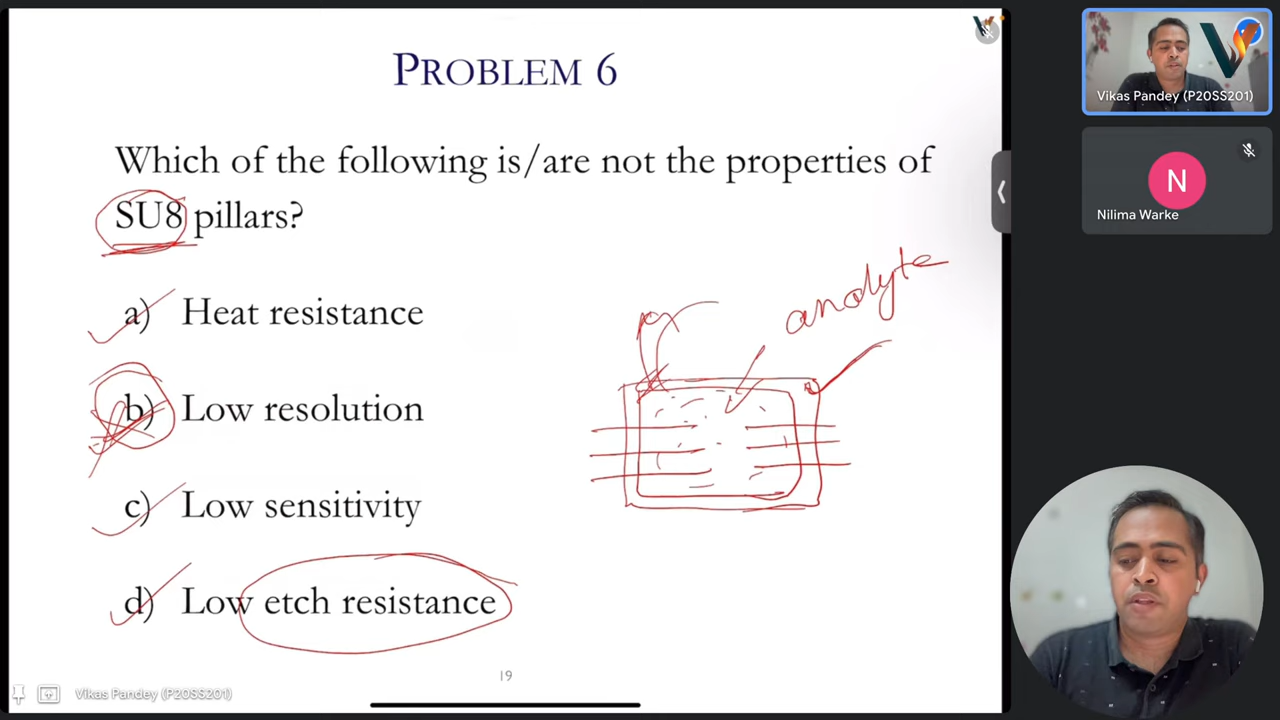 PROBLEM 6
Which of the following is/are not the properties of
SU8 pillars?
a) Heat resistance
b) Low resolution
c) Low sensitivity
d) Low etch resistance
analyte
19
Vikas Pandey (P20SS201)
Vikas Pandey (P20SS201)
N
Nilima Warke